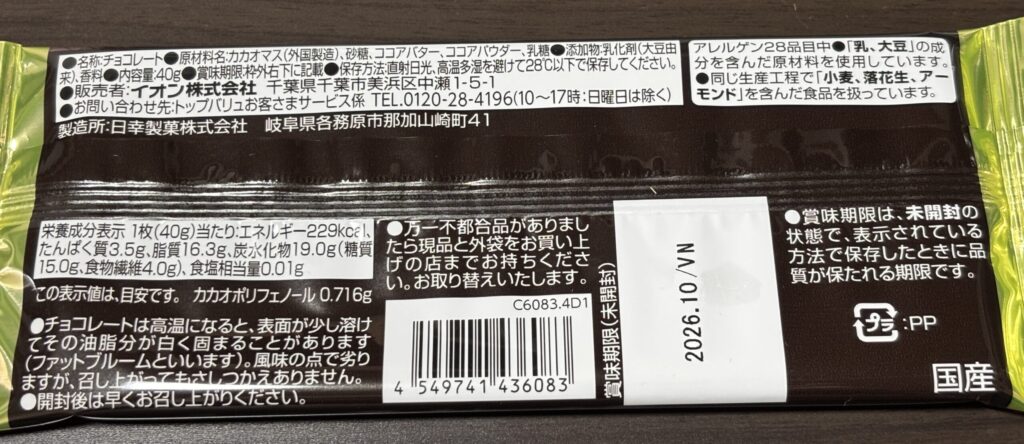 ●名称:チョコレート●原材料名:カカオマス(外国製造)、砂糖、ココアバター、ココアパウダー、乳糖●添加物:乳化剤(大豆由
来)、香料●内容量:40g●賞味期限:枠外右下に記載●保存方法:直射日光、高温多湿を避けて28℃以下で保存してください。
●販売者:イオン株式会社 千葉県千葉市美浜区中瀬1-5-1
●お問い合わせ先:トップバリュお客さまサービス係 TEL.0120-28-4196(10〜17時:日曜日は除く)
製造所:日幸製菓株式会社 岐阜県各務原市那加山崎町41
アレルゲン28品目中●「乳、大豆」の成
分を含んだ原材料を使用しています。
●同じ生産工程で「小麦、落花生、アー
モンド」を含んだ食品を扱っています。
栄養成分表示 1枚(40g)当たり:エネルギー229kcal、
たんぱく質3.5g、脂質16.3g、炭水化物19.0g(糖質
15.0g、食物繊維4.0g)、食塩相当量0.01g
この表示値は、目安です。 カカオポリフェノール 0.716g
●チョコレートは高温になると、表面が少し溶け
てその油脂分が白く固まることがあります
(ファットブルームといいます)。風味の点で劣り
ますが、召し上がってもさしつかえありません。
●開封後は早くお召し上がりください。
●万一不都合品がありまし
たら現品と外袋をお買い上
げの店までお持ちくださ
い。お取り替えいたします。
C6083.4D1
4 549741 436083
賞味期限(未開封)
2026.10/VN
●賞味期限は、未開封の
状態で、表示されている
方法で保存したときに品
質が保たれる期限です。
プラ:PP
国産